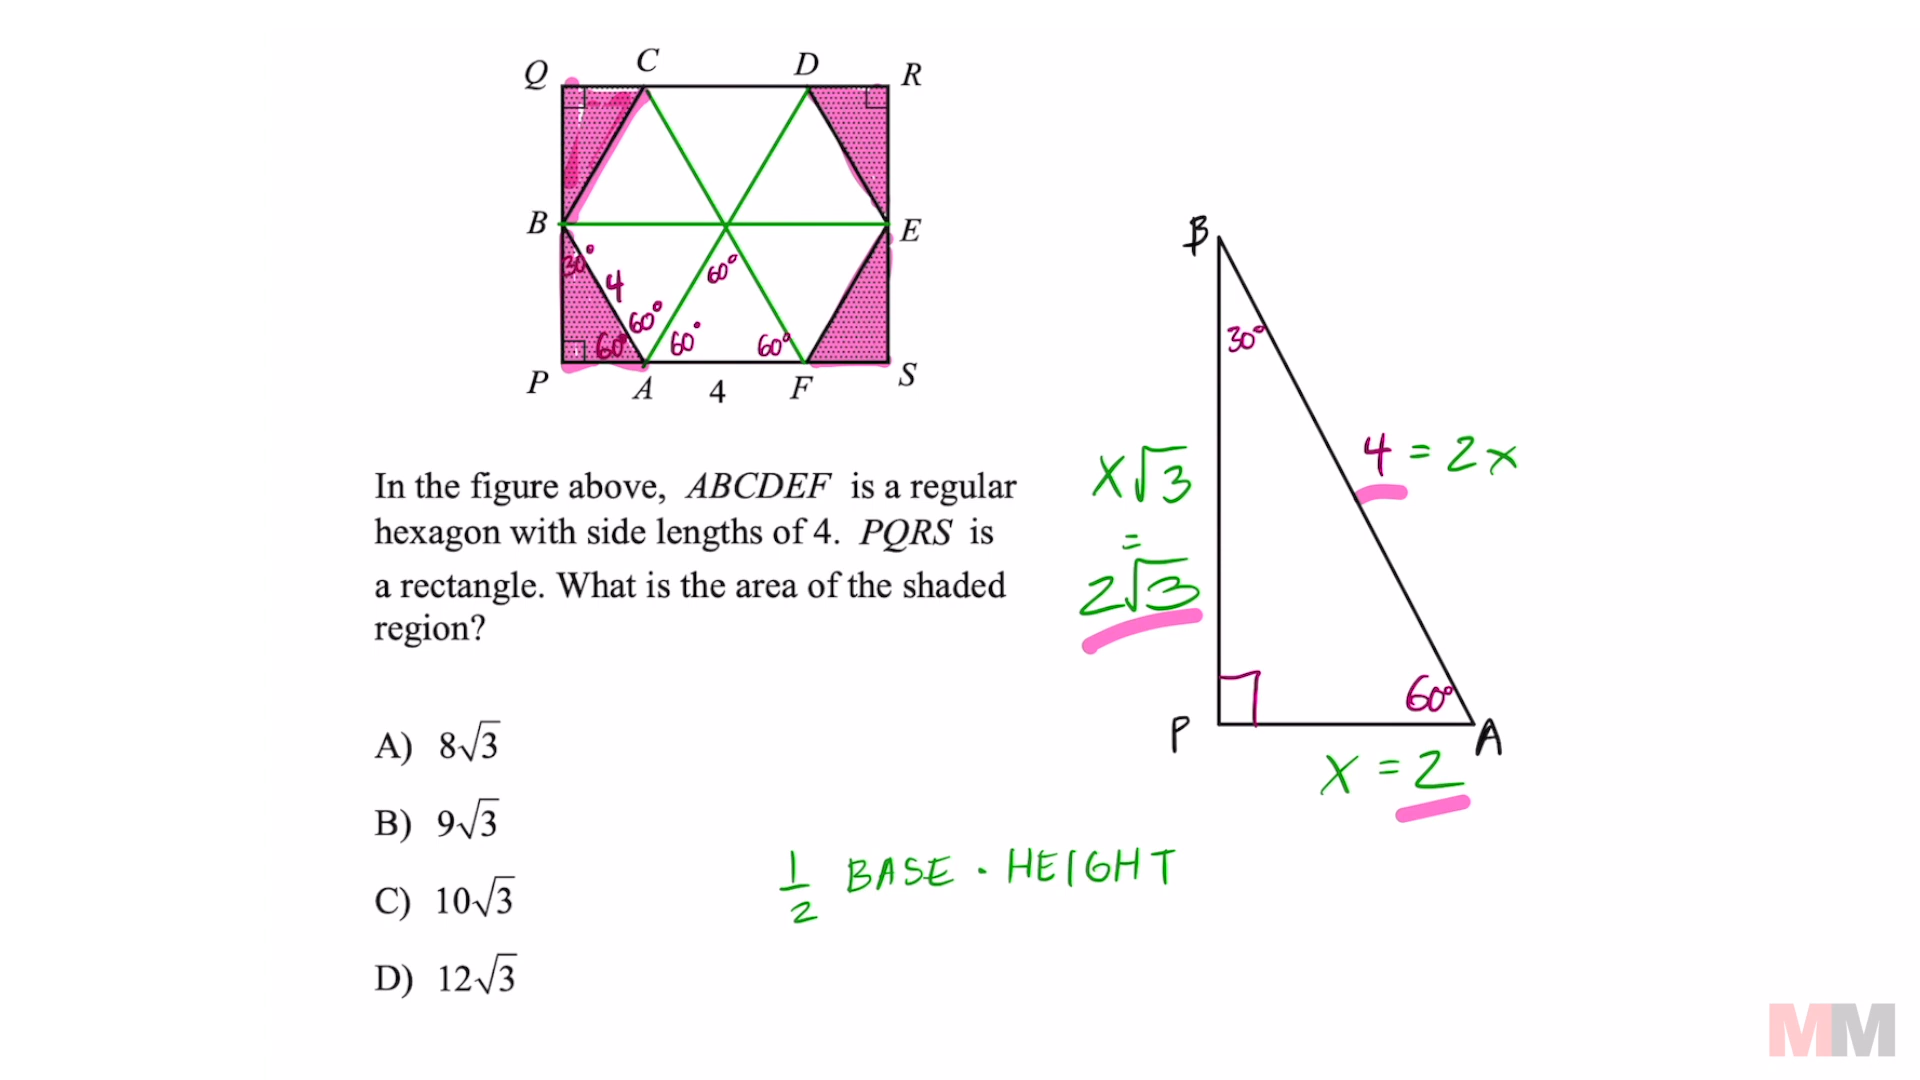 Q C D R
B E
30° 4 60° 60°
60° 60° 60°
P A 4 F S
In the figure above, ABCDEF is a regular
hexagon with side lengths of 4. PQRS is
a rectangle. What is the area of the shaded
region?
A) 8√3
B) 9√3
C) 10√3
D) 12√3
B
30°
4 = 2x
x√3
=
2√3
60°
P A
x = 2
1/2 BASE · HEIGHT
MM